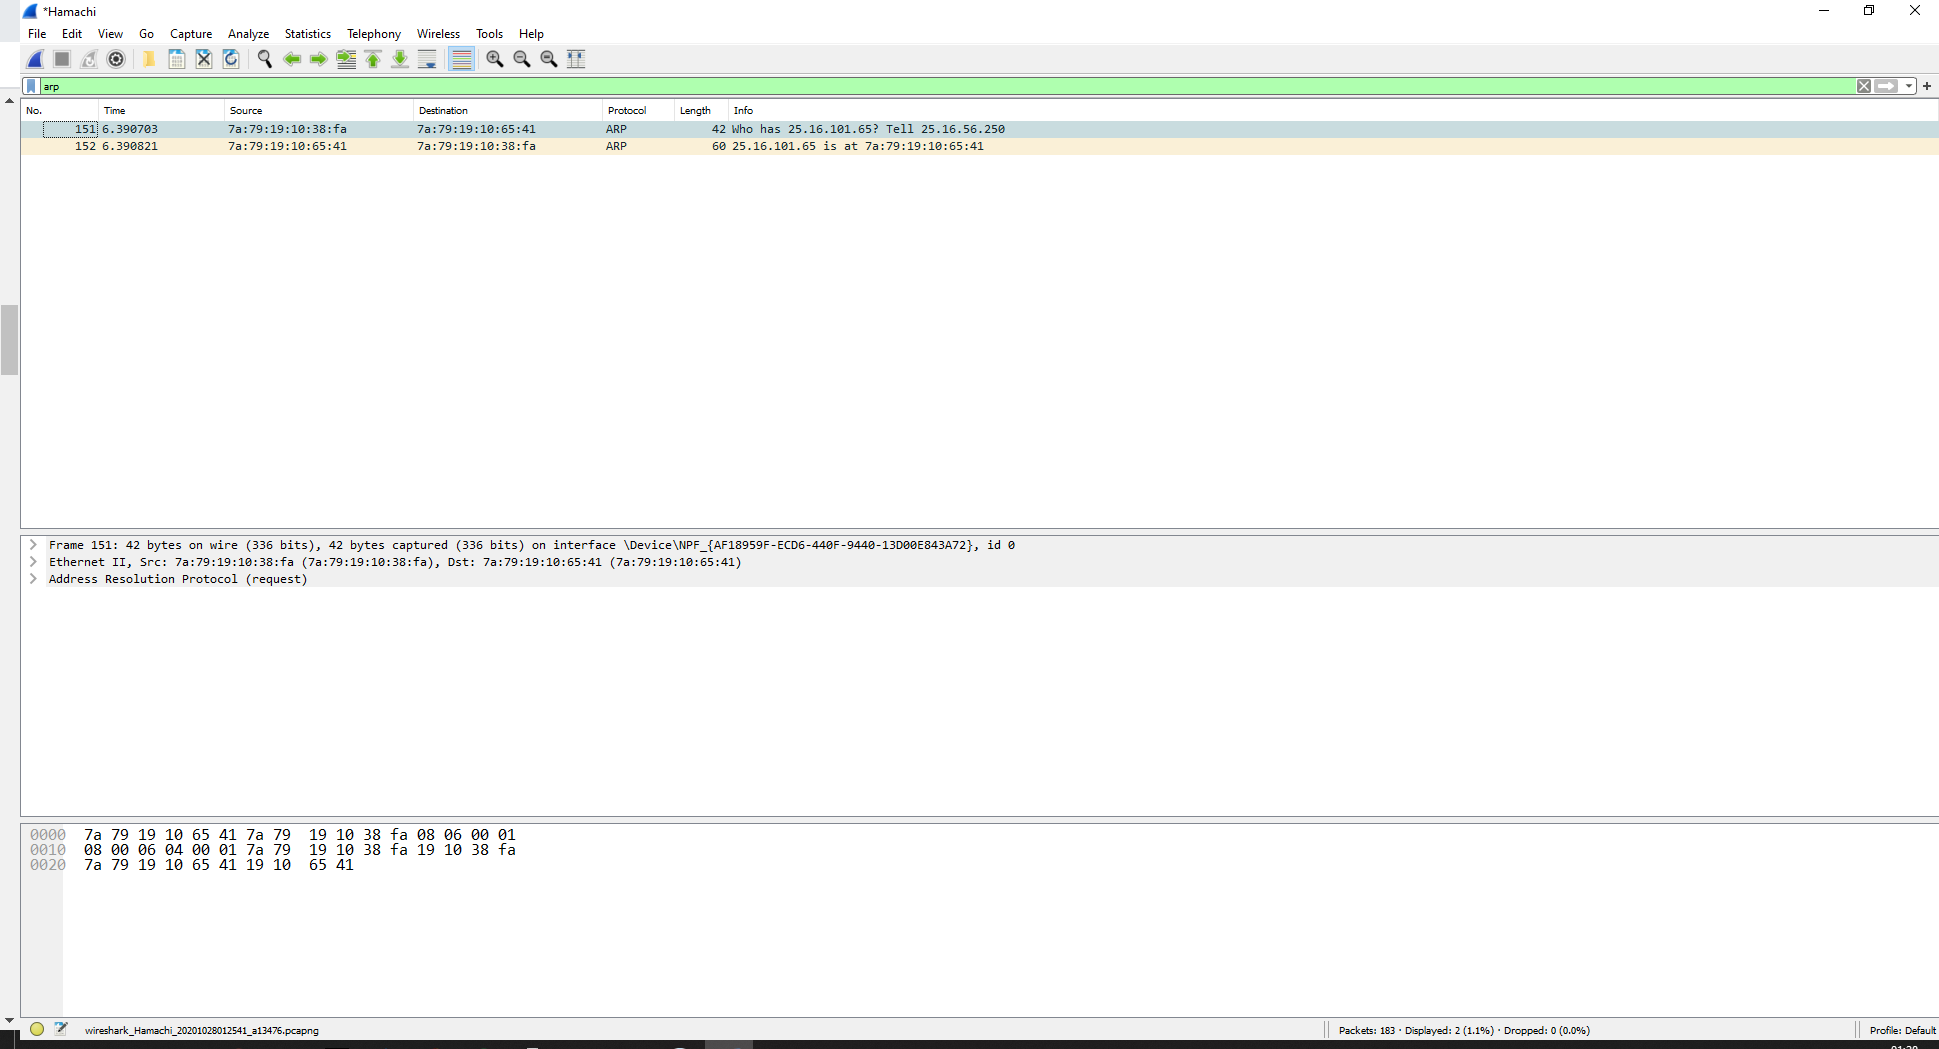 *Hamachi
File Edit View Go Capture Analyze Statistics Telephony Wireless Tools Help
arp
No. Time Source Destination Protocol Length Info
151 6.390703 7a:79:19:10:38:fa 7a:79:19:10:65:41 ARP 42 Who has 25.16.101.65? Tell 25.16.56.250
152 6.390821 7a:79:19:10:65:41 7a:79:19:10:38:fa ARP 60 25.16.101.65 is at 7a:79:19:10:65:41
Frame 151: 42 bytes on wire (336 bits), 42 bytes captured (336 bits) on interface \Device\NPF_{AF18959F-ECD6-440F-9440-13D00E843A72}, id 0
Ethernet II, Src: 7a:79:19:10:38:fa (7a:79:19:10:38:fa), Dst: 7a:79:19:10:65:41 (7a:79:19:10:65:41)
Address Resolution Protocol (request)
0000 7a 79 19 10 65 41 7a 79 19 10 38 fa 08 06 00 01
0010 08 00 06 04 00 01 7a 79 19 10 38 fa 19 10 38 fa
0020 7a 79 19 10 65 41 19 10 65 41
wireshark_Hamachi_20201028012541_a13476.pcapng Packets: 183 · Displayed: 2 (1.1%) · Dropped: 0 (0.0%) Profile: Default